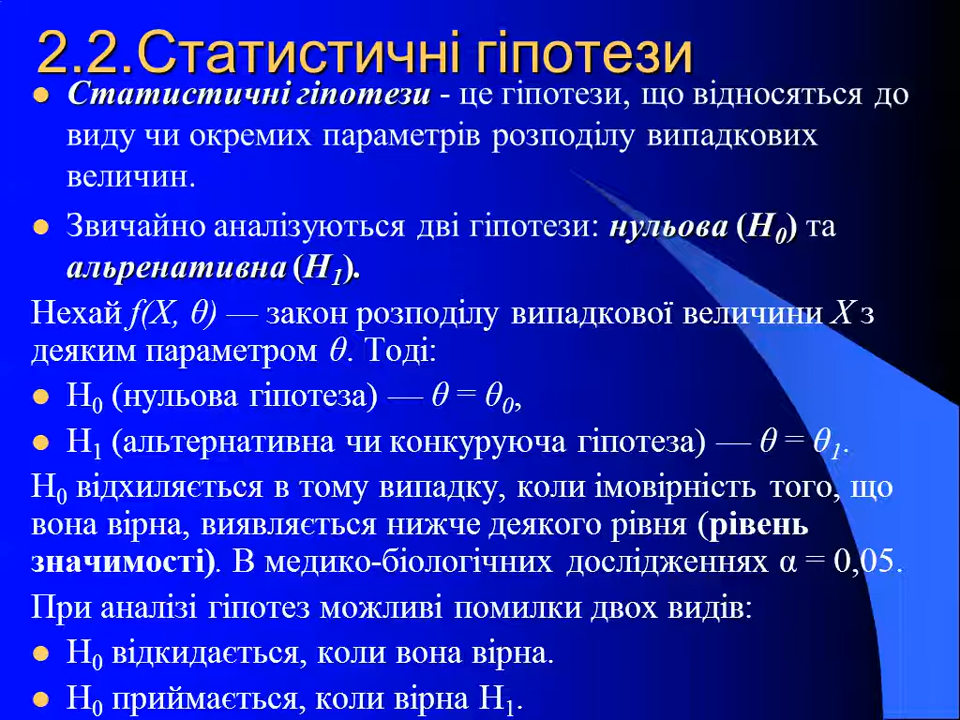 2.2.Статистичні гіпотези
Статистичні гіпотези - це гіпотези, що відносяться до
виду чи окремих параметрів розподілу випадкових
величин.
Звичайно аналізуються дві гіпотези: нульова (H₀) та
альренативна (H₁).
Нехай f(X, θ) — закон розподілу випадкової величини X з
деяким параметром θ. Тоді:
H₀ (нульова гіпотеза) — θ = θ₀,
H₁ (альтернативна чи конкуруюча гіпотеза) — θ = θ₁.
H₀ відхиляється в тому випадку, коли імовірність того, що
вона вірна, виявляється нижче деякого рівня (рівень
значимості). В медико-біологічних дослідженнях α = 0,05.
При аналізі гіпотез можливі помилки двох видів:
H₀ відкидається, коли вона вірна.
H₀ приймається, коли вірна H₁.